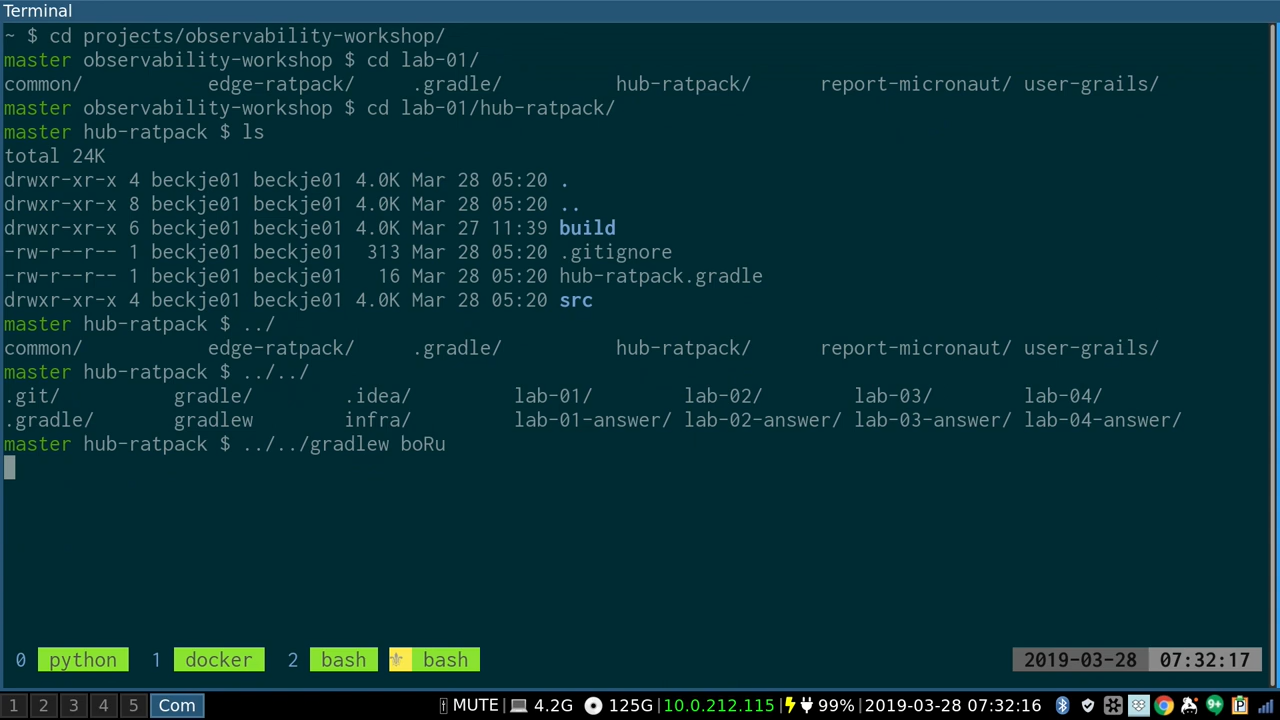 Terminal
~ $ cd projects/observability-workshop/
master observability-workshop $ cd lab-01/
common/ edge-ratpack/ .gradle/ hub-ratpack/ report-micronaut/ user-grails/
master observability-workshop $ cd lab-01/hub-ratpack/
master hub-ratpack $ ls
total 24K
drwxr-xr-x 4 beckje01 beckje01 4.0K Mar 28 05:20 .
drwxr-xr-x 8 beckje01 beckje01 4.0K Mar 28 05:20 ..
drwxr-xr-x 6 beckje01 beckje01 4.0K Mar 27 11:39 build
-rw-r--r-- 1 beckje01 beckje01 313 Mar 28 05:20 .gitignore
-rw-r--r-- 1 beckje01 beckje01 16 Mar 28 05:20 hub-ratpack.gradle
drwxr-xr-x 4 beckje01 beckje01 4.0K Mar 28 05:20 src
master hub-ratpack $ ../
common/ edge-ratpack/ .gradle/ hub-ratpack/ report-micronaut/ user-grails/
master hub-ratpack $ ../../
.git/ gradle/ .idea/ lab-01/ lab-02/ lab-03/ lab-04/
.gradle/ gradlew infra/ lab-01-answer/ lab-02-answer/ lab-03-answer/ lab-04-answer/
master hub-ratpack $ ../../gradlew boRu
0 python 1 docker 2 bash bash 2019-03-28 07:32:17
1 2 3 4 5 Com MUTE 4.2G 125G 10.0.212.115 99% 2019-03-28 07:32:16 9+